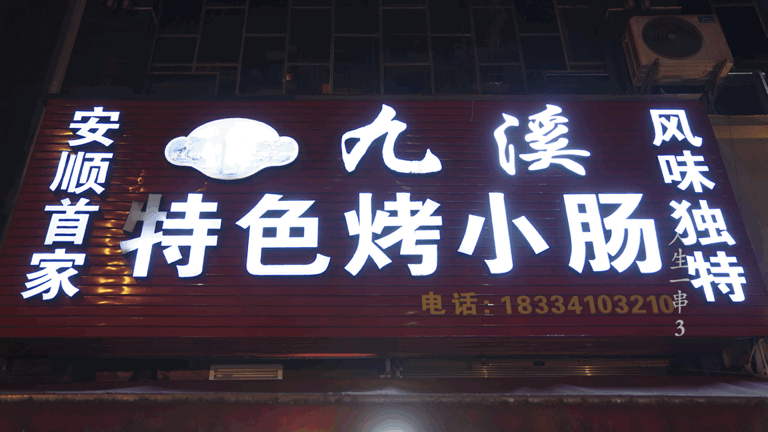 安顺首家
九溪
特色烤小肠
风味独特
电话:18334103210
人生一串3